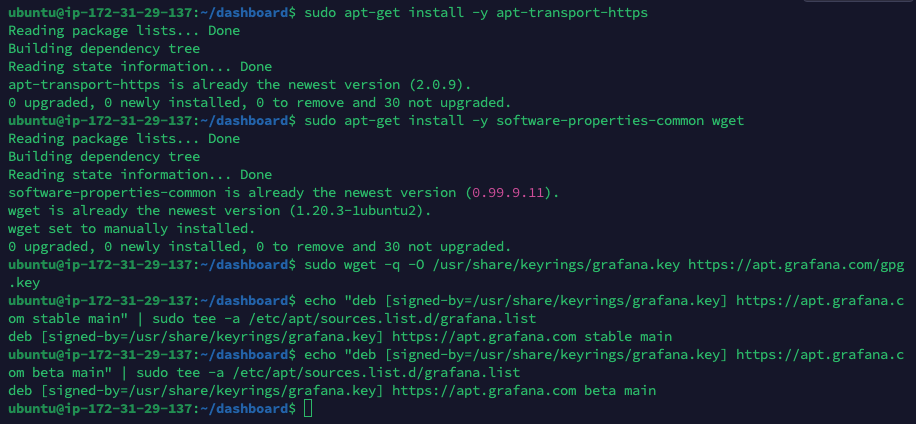 ubuntu@ip-172-31-29-137:~/dashboard$ sudo apt-get install -y apt-transport-https
Reading package lists... Done
Building dependency tree
Reading state information... Done
apt-transport-https is already the newest version (2.0.9).
0 upgraded, 0 newly installed, 0 to remove and 30 not upgraded.
ubuntu@ip-172-31-29-137:~/dashboard$ sudo apt-get install -y software-properties-common wget
Reading package lists... Done
Building dependency tree
Reading state information... Done
software-properties-common is already the newest version (0.99.9.11).
wget is already the newest version (1.20.3-1ubuntu2).
wget set to manually installed.
0 upgraded, 0 newly installed, 0 to remove and 30 not upgraded.
ubuntu@ip-172-31-29-137:~/dashboard$ sudo wget -q -O /usr/share/keyrings/grafana.key https://apt.grafana.com/gpg
.key
ubuntu@ip-172-31-29-137:~/dashboard$ echo "deb [signed-by=/usr/share/keyrings/grafana.key] https://apt.grafana.c
om stable main" | sudo tee -a /etc/apt/sources.list.d/grafana.list
deb [signed-by=/usr/share/keyrings/grafana.key] https://apt.grafana.com stable main
ubuntu@ip-172-31-29-137:~/dashboard$ echo "deb [signed-by=/usr/share/keyrings/grafana.key] https://apt.grafana.c
om beta main" | sudo tee -a /etc/apt/sources.list.d/grafana.list
deb [signed-by=/usr/share/keyrings/grafana.key] https://apt.grafana.com beta main
ubuntu@ip-172-31-29-137:~/dashboard$